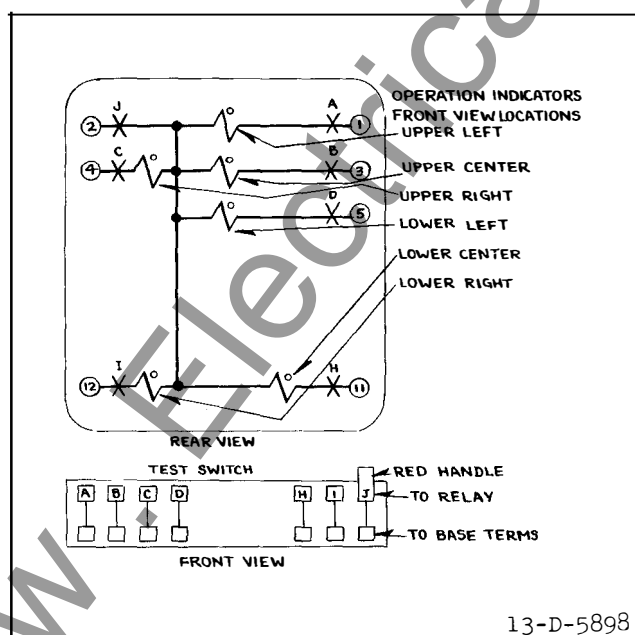 OPERATION INDICATORS
FRONT VIEW LOCATIONS
UPPER LEFT
J
A
2
1
C
B
UPPER CENTER
4
3
UPPER RIGHT
D
5
LOWER LEFT
LOWER CENTER
LOWER RIGHT
I
H
12
11
REAR VIEW
TEST SWITCH
RED HANDLE
A B C D H I J
TO RELAY
TO BASE TERMS
FRONT VIEW
13-D-5898
w . Electrica